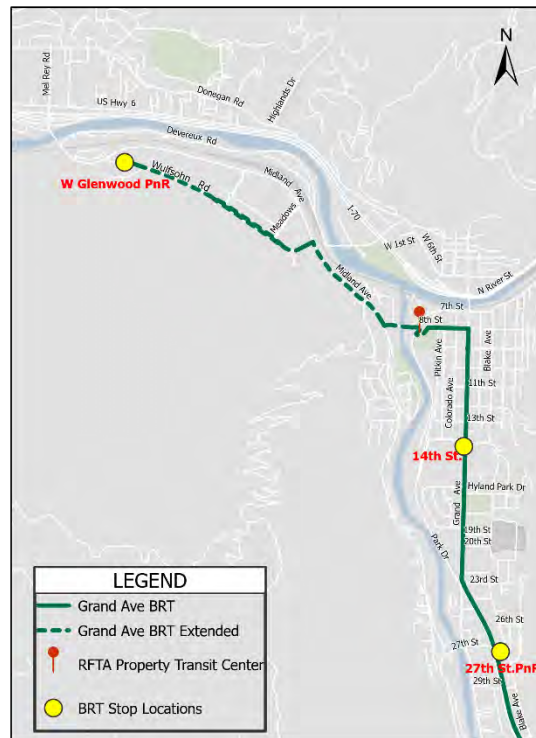 N
Mel Rey Rd
Donegan Rd
Highlands Dr
US Hwy 6
Devereux Rd
W Glenwood PnR
Wulfsohn Rd
Midland Ave
Meadows
I-70
W 1st St
W 6th St
N River St
Midland Ave
7th St
8th St
Pitkin Ave
Blake Ave
Colorado Ave
11th St
13th St
14th St.
Grand Ave
Hyland Park Dr
19th St
20th St
Park Dr
23rd St
26th St
27th St
27th St.PnR
29th St
Blake Ave
LEGEND
Grand Ave BRT
Grand Ave BRT Extended
RFTA Property Transit Center
BRT Stop Locations